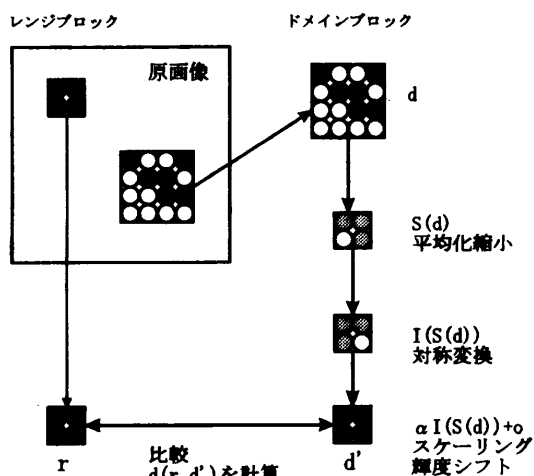 レンジブロック
ドメインブロック
原画像
d
S(d)
平均化縮小
I(S(d))
対称変換
αI(S(d))+o
スケーリング
輝度シフト
r
比較
d(r,d')を計算
d'